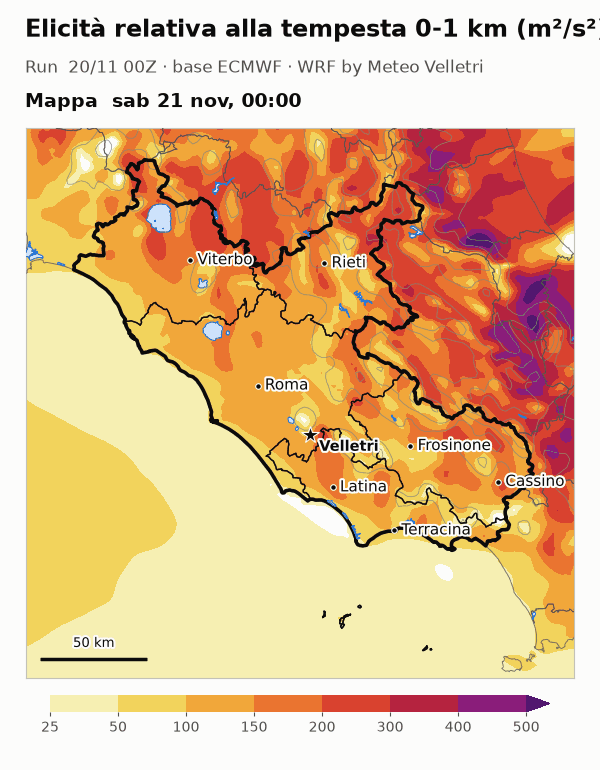 Elicità relativa alla tempesta 0-1 km (m²/s²)
Run 20/11 00Z · base ECMWF · WRF by Meteo Velletri
Mappa sab 21 nov, 00:00
Viterbo
Rieti
Roma
Velletri
Frosinone
Cassino
Latina
Terracina
50 km
25 50 100 150 200 300 400 500